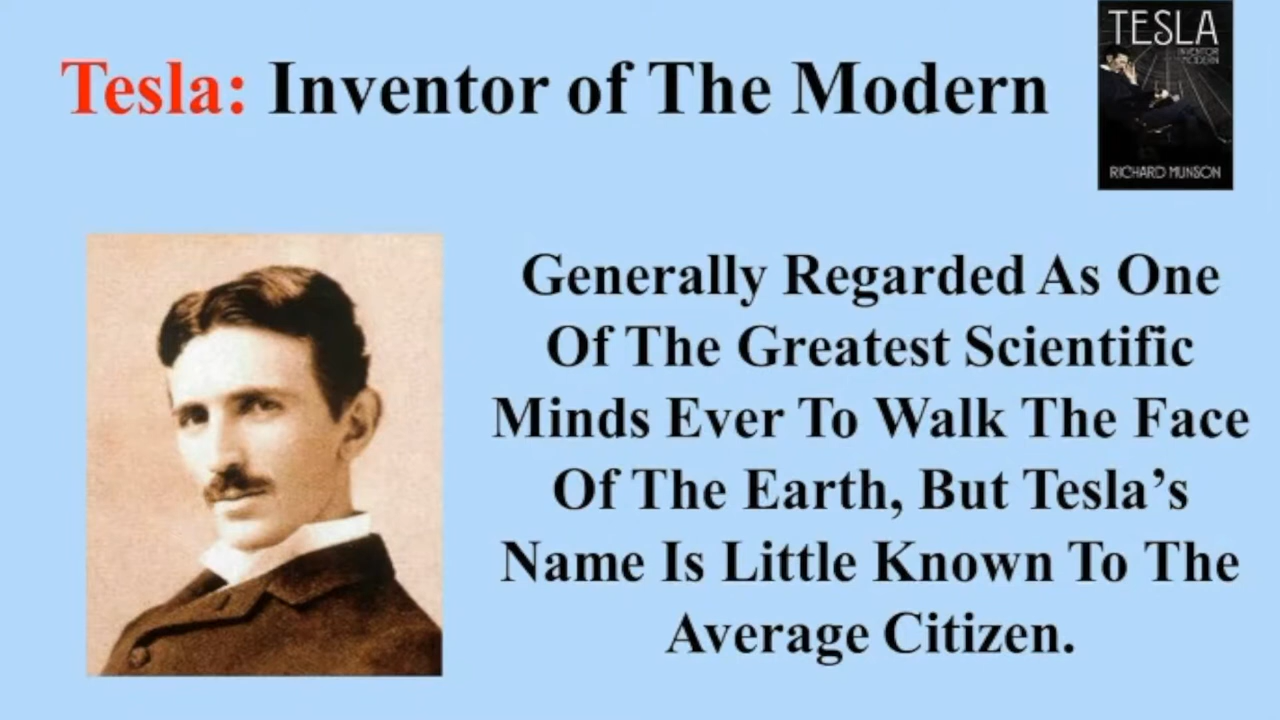 Tesla: Inventor of The Modern
TESLA
INVENTOR
MODERN
RICHARD MUNSON
Generally Regarded As One
Of The Greatest Scientific
Minds Ever To Walk The Face
Of The Earth, But Tesla’s
Name Is Little Known To The
Average Citizen.